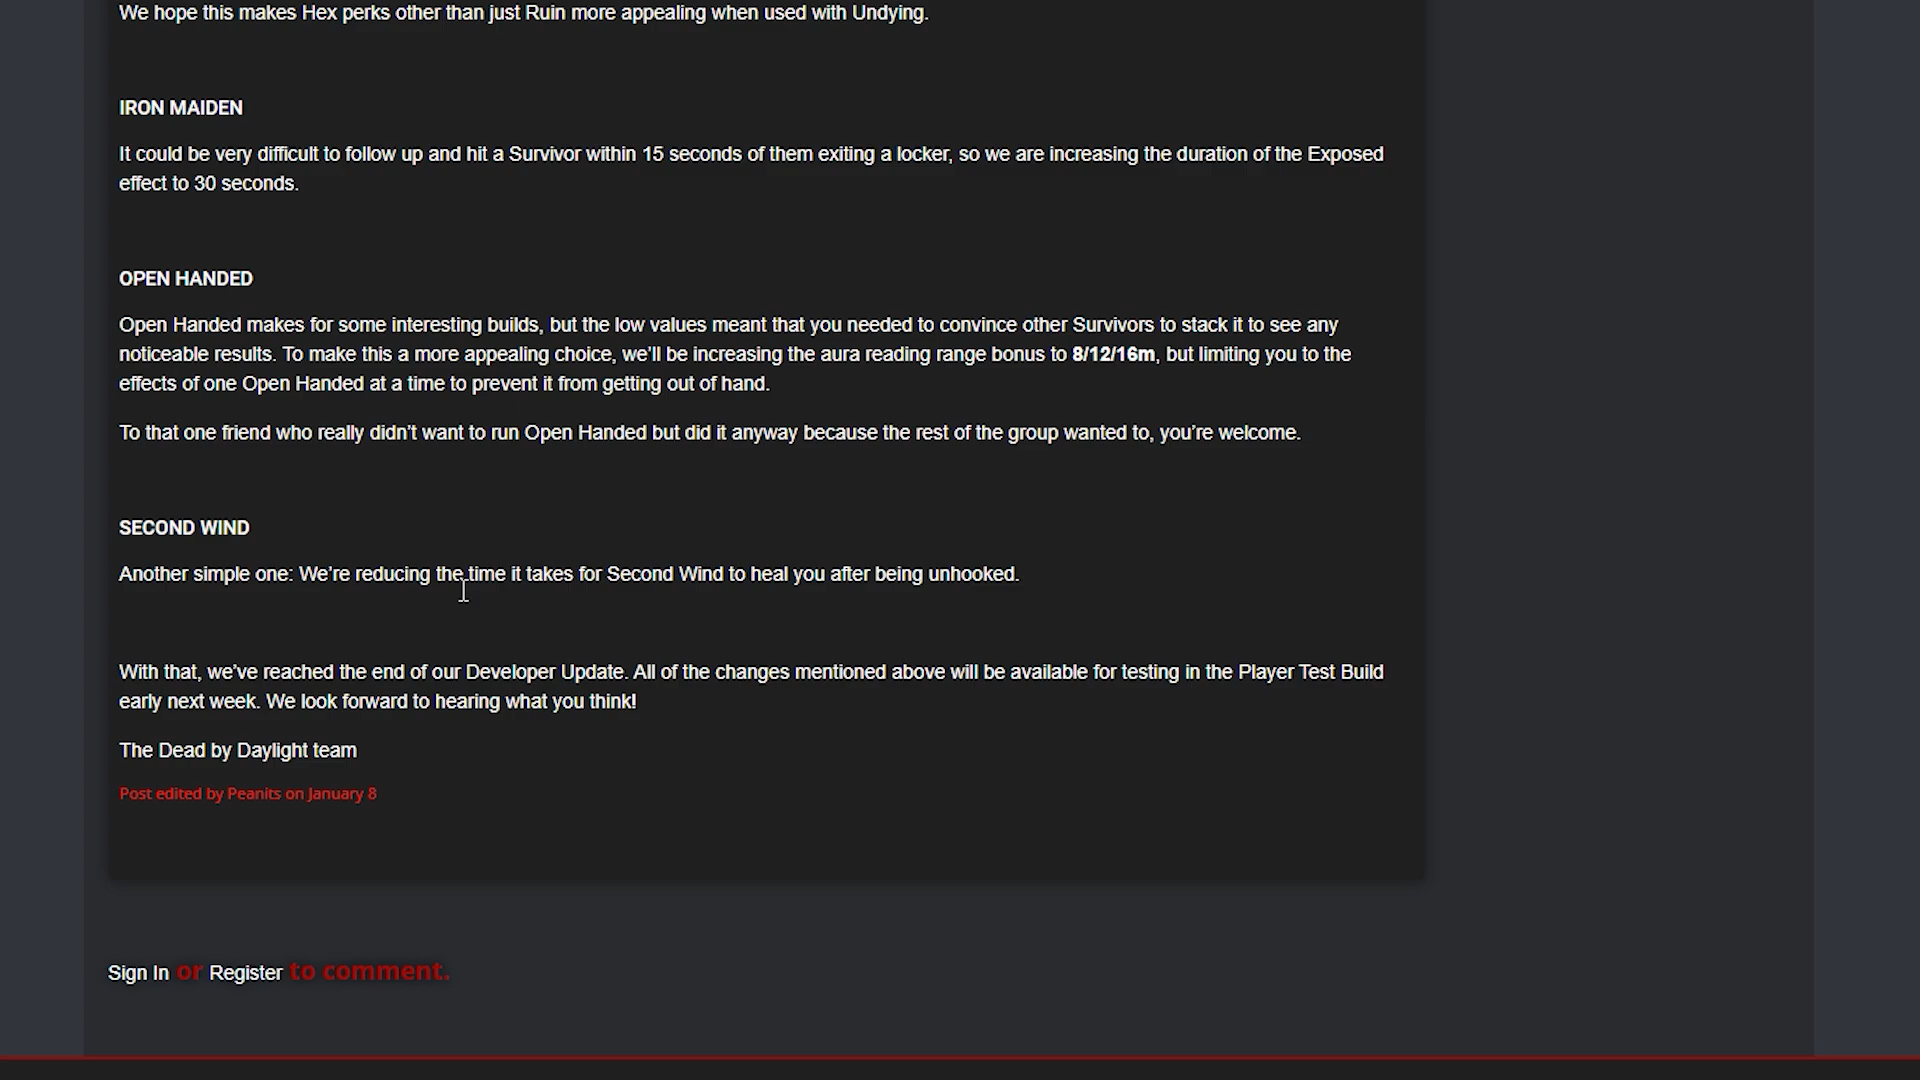 We hope this makes Hex perks other than just Ruin more appealing when used with Undying.
IRON MAIDEN
It could be very difficult to follow up and hit a Survivor within 15 seconds of them exiting a locker, so we are increasing the duration of the Exposed
effect to 30 seconds.
OPEN HANDED
Open Handed makes for some interesting builds, but the low values meant that you needed to convince other Survivors to stack it to see any
noticeable results. To make this a more appealing choice, we’ll be increasing the aura reading range bonus to 8/12/16m, but limiting you to the
effects of one Open Handed at a time to prevent it from getting out of hand.
To that one friend who really didn’t want to run Open Handed but did it anyway because the rest of the group wanted to, you’re welcome.
SECOND WIND
Another simple one: We’re reducing the time it takes for Second Wind to heal you after being unhooked.
With that, we’ve reached the end of our Developer Update. All of the changes mentioned above will be available for testing in the Player Test Build
early next week. We look forward to hearing what you think!
The Dead by Daylight team
Post edited by Peanits on January 8
Sign In or Register to comment.